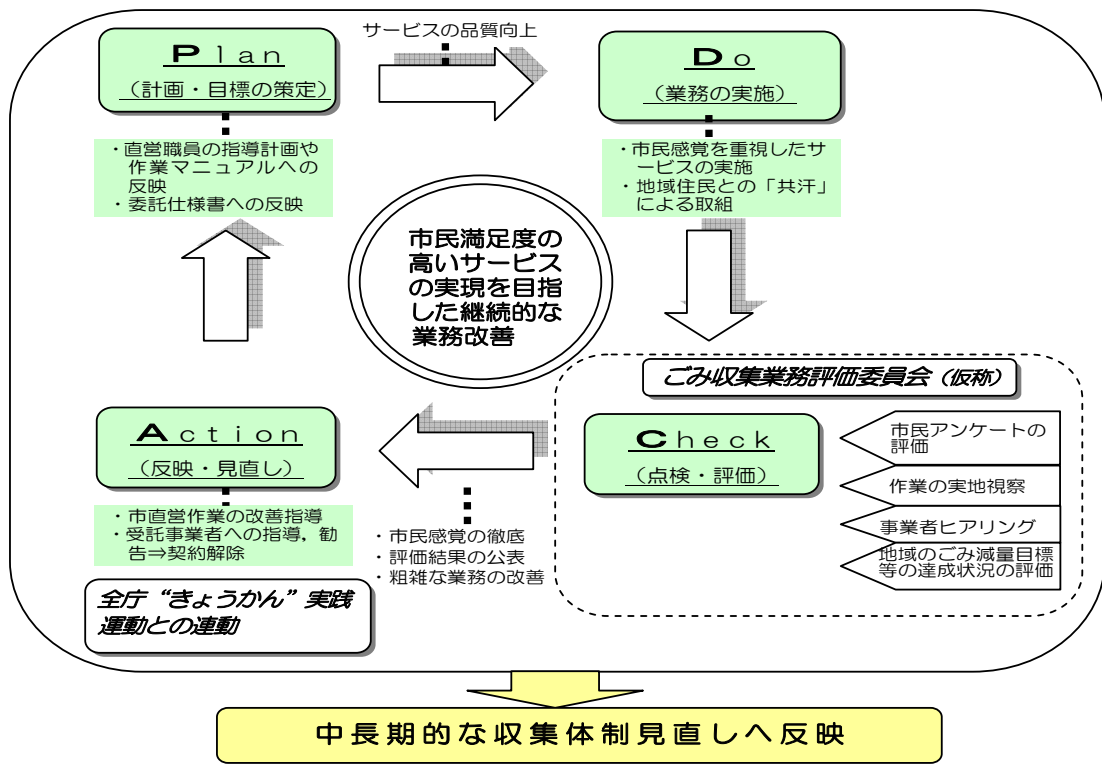 サービスの品質向上
Ｐｌａｎ
（計画・目標の策定）
・直営職員の指導計画や
作業マニュアルへの
反映
・委託仕様書への反映
Ｄｏ
（業務の実施）
・市民感覚を重視したサ
ービスの実施
・地域住民との「共汗」
による取組
市民満足度の
高いサービス
の実現を目指
した継続的な
業務改善
ごみ収集業務評価委員会（仮称）
Ｃｈｅｃｋ
（点検・評価）
市民アンケートの
評価
作業の実地視察
事業者ヒアリング
地域のごみ減量目標
等の達成状況の評価
Ａｃｔｉｏｎ
（反映・見直し）
・市直営作業の改善指導
・受託事業者への指導，勧
告⇒契約解除
・市民感覚の徹底
・評価結果の公表
・粗雑な業務の改善
全庁“きょうかん”実践
運動との連動
中長期的な収集体制見直しへ反映